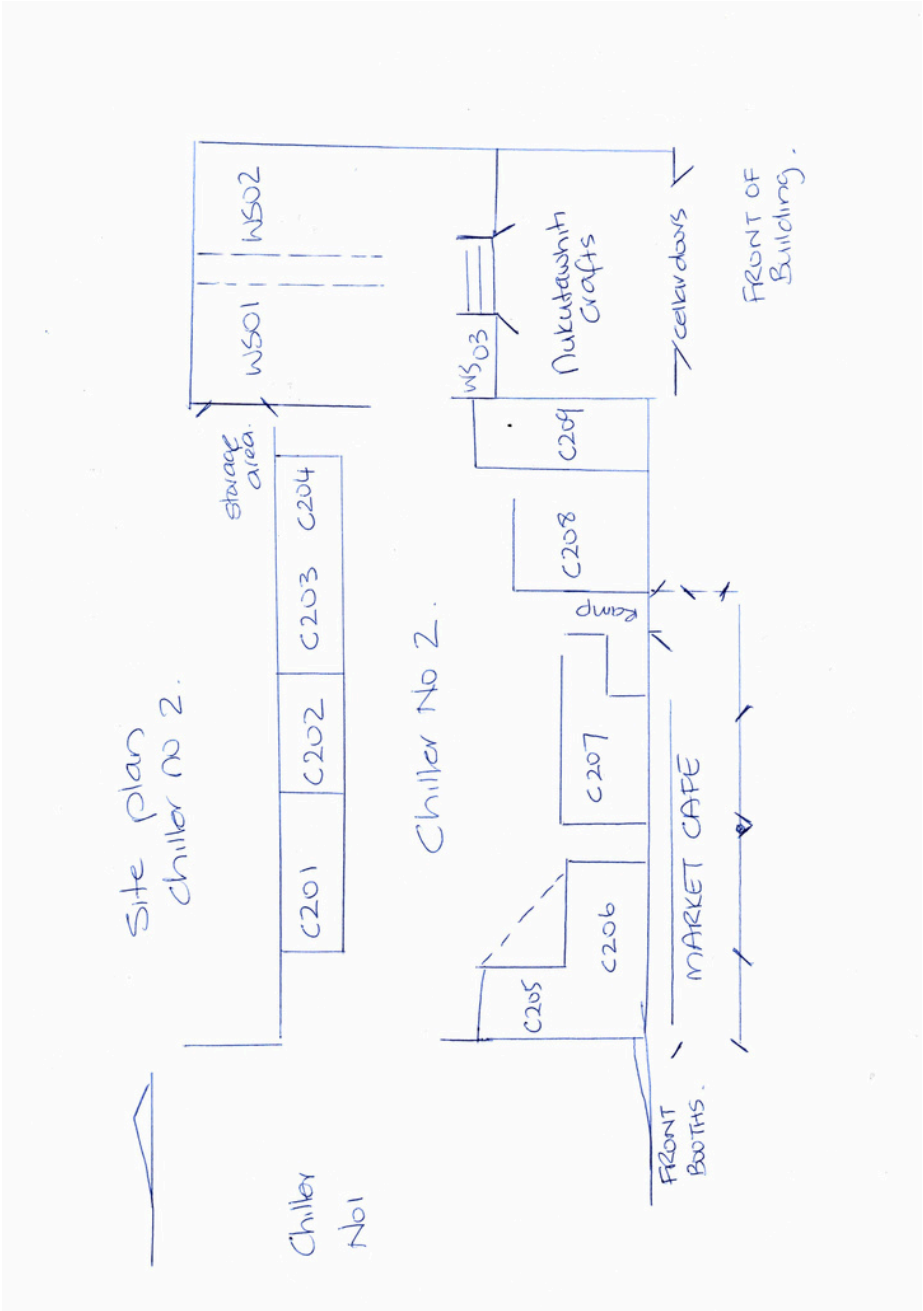 Site plan
Chiller no 2.
Chiller
No1
storage
area.
WS01
WS02
C201
C202
C203
C204
Chiller No 2.
WS03
C205
C206
C207
Ramp
C208
C209
Nukutawhiti
Crafts
cellar doors
MARKET CAFE
FRONT
BOOTHS.
FRONT OF
Building.